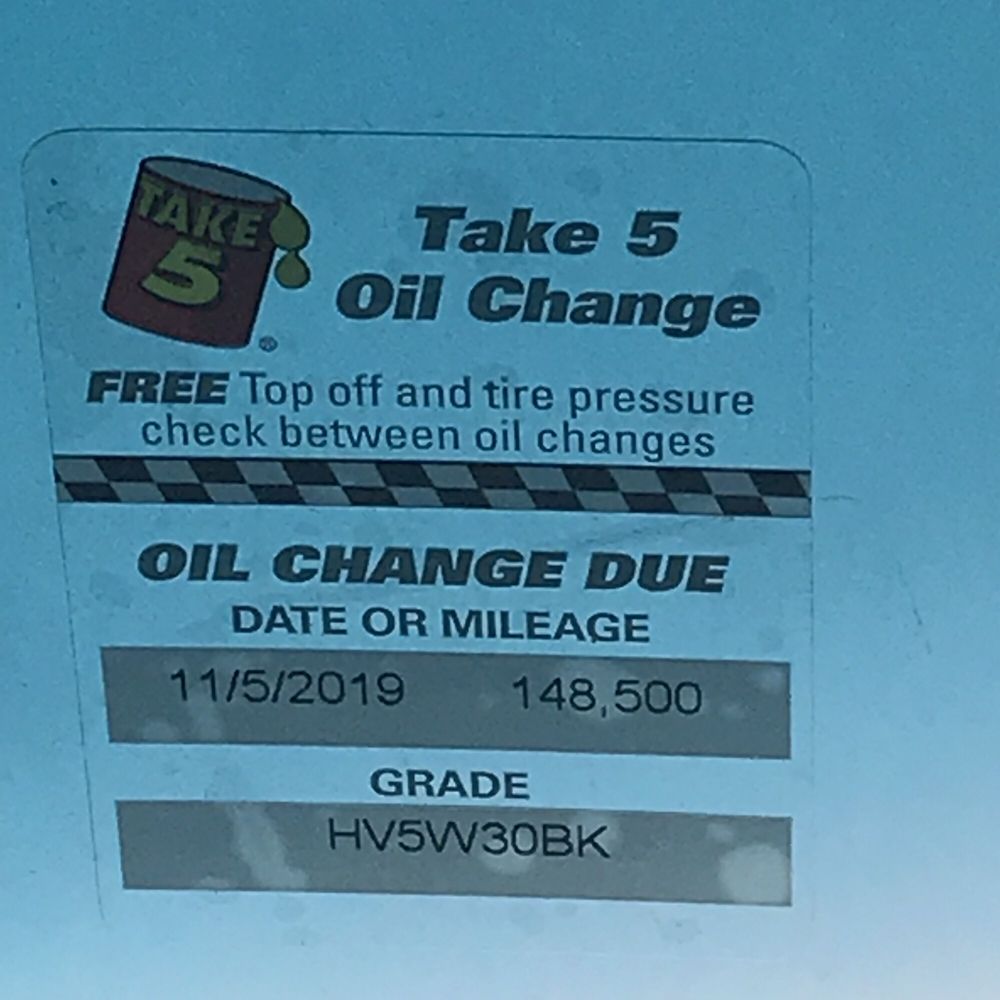 TAKE
5
®
Take 5
Oil Change
FREE Top off and tire pressure
check between oil changes
OIL CHANGE DUE
DATE OR MILEAGE
11/5/2019 148,500
GRADE
HV5W30BK